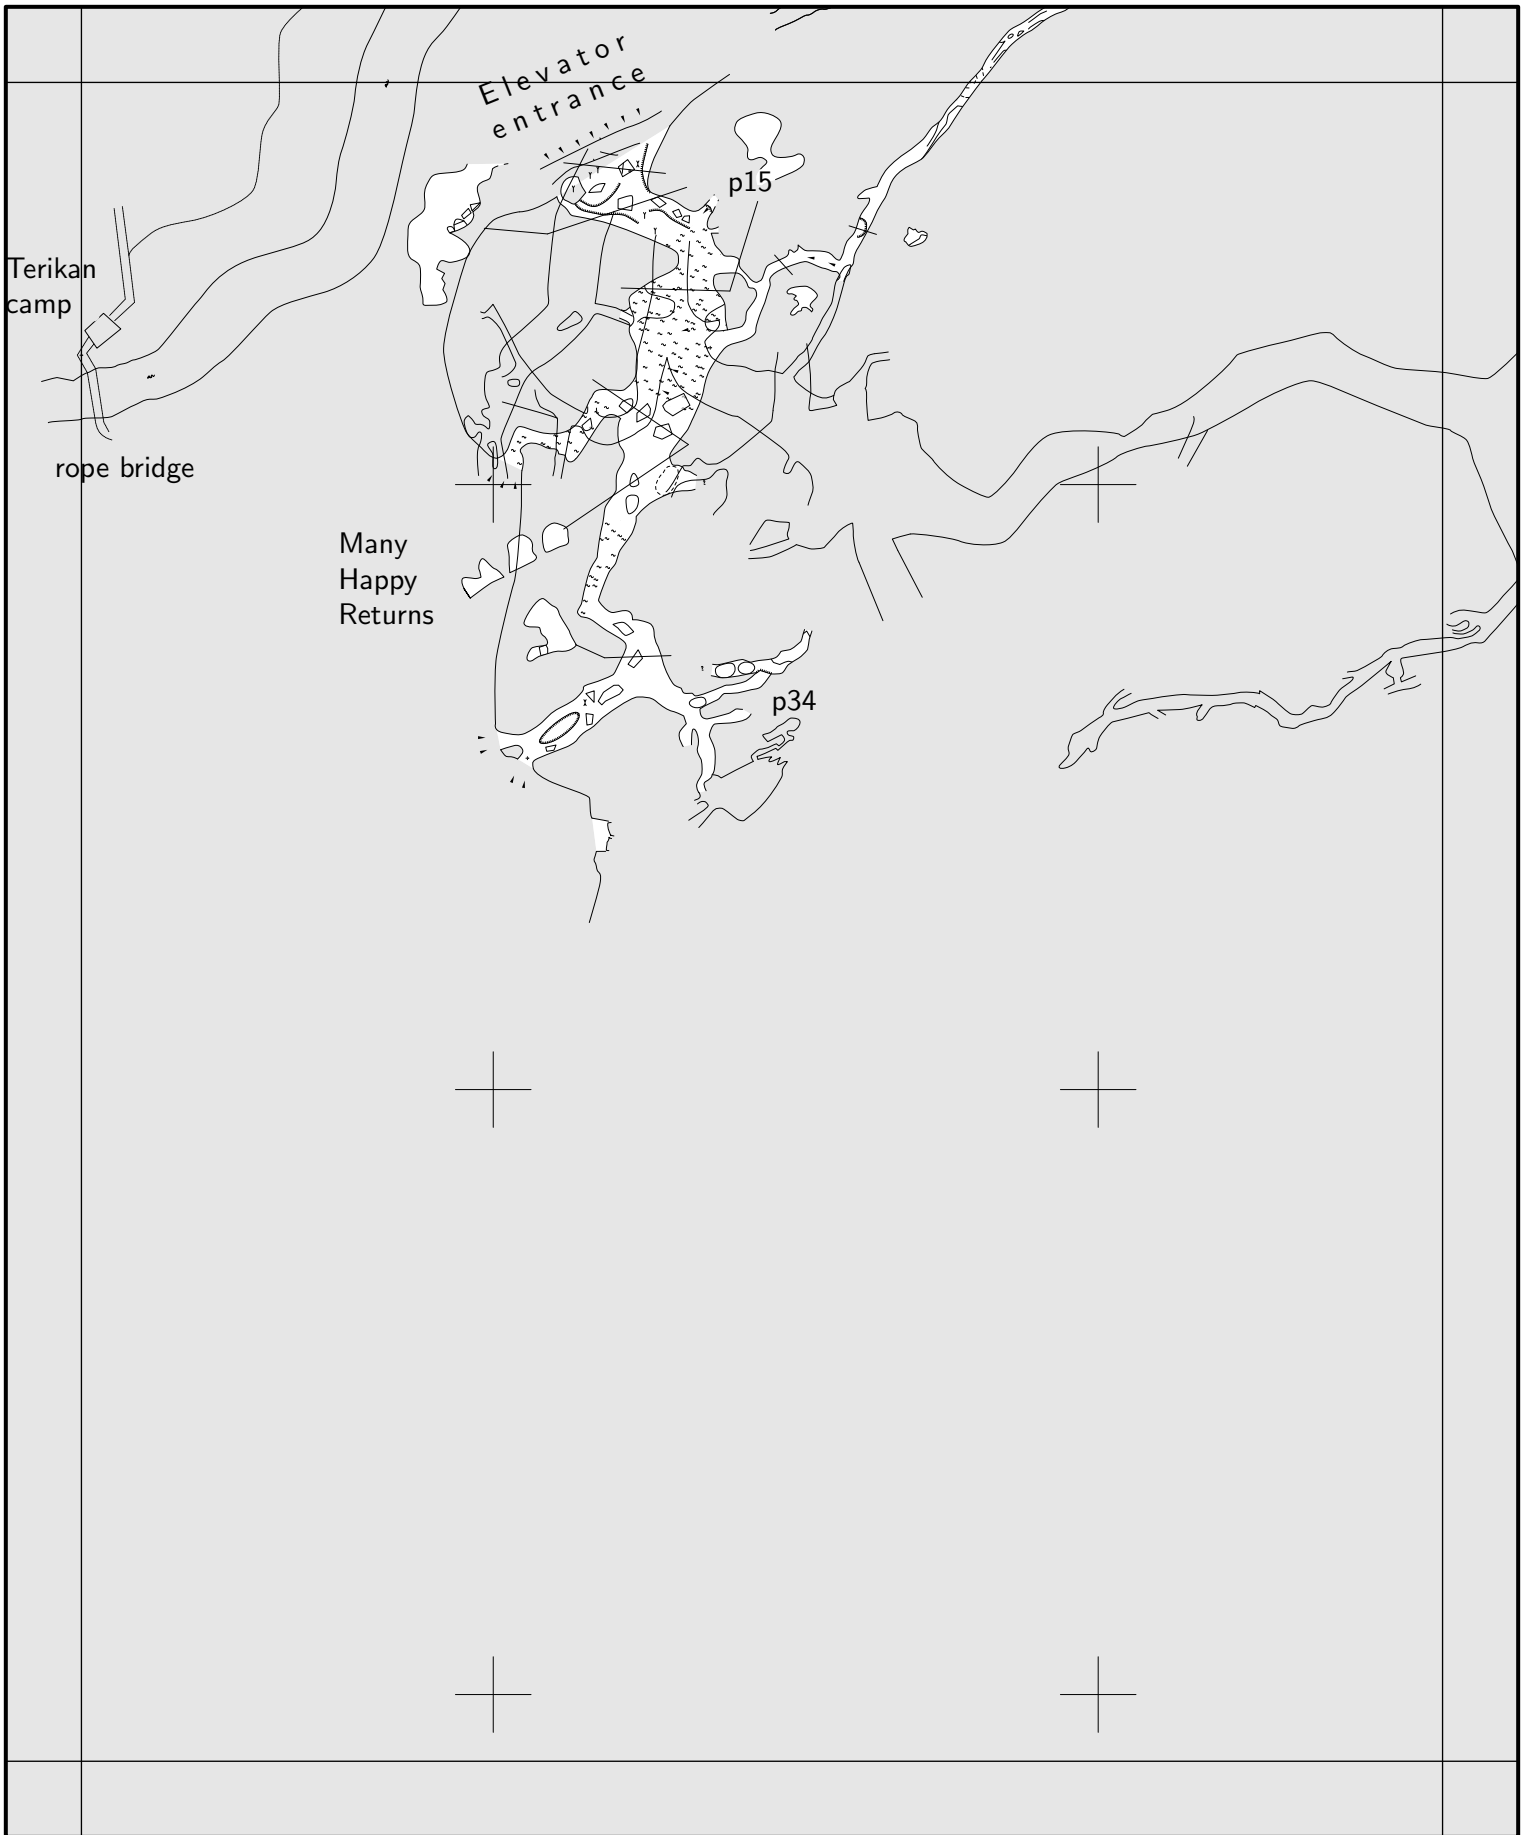 Elevator
entrance
p15
Terikan
camp
rope bridge
Many
Happy
Returns
p34